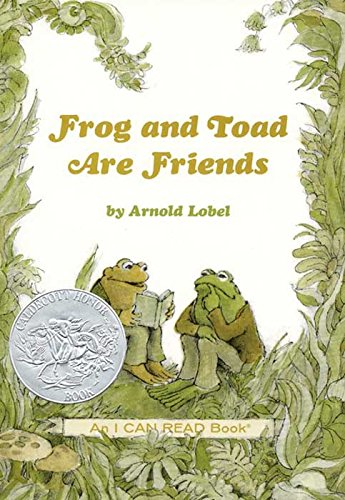 Frog and Toad
Are Friends
by Arnold Lobel
CALDECOTT HONOR
BOOK
An I CAN READ Book®